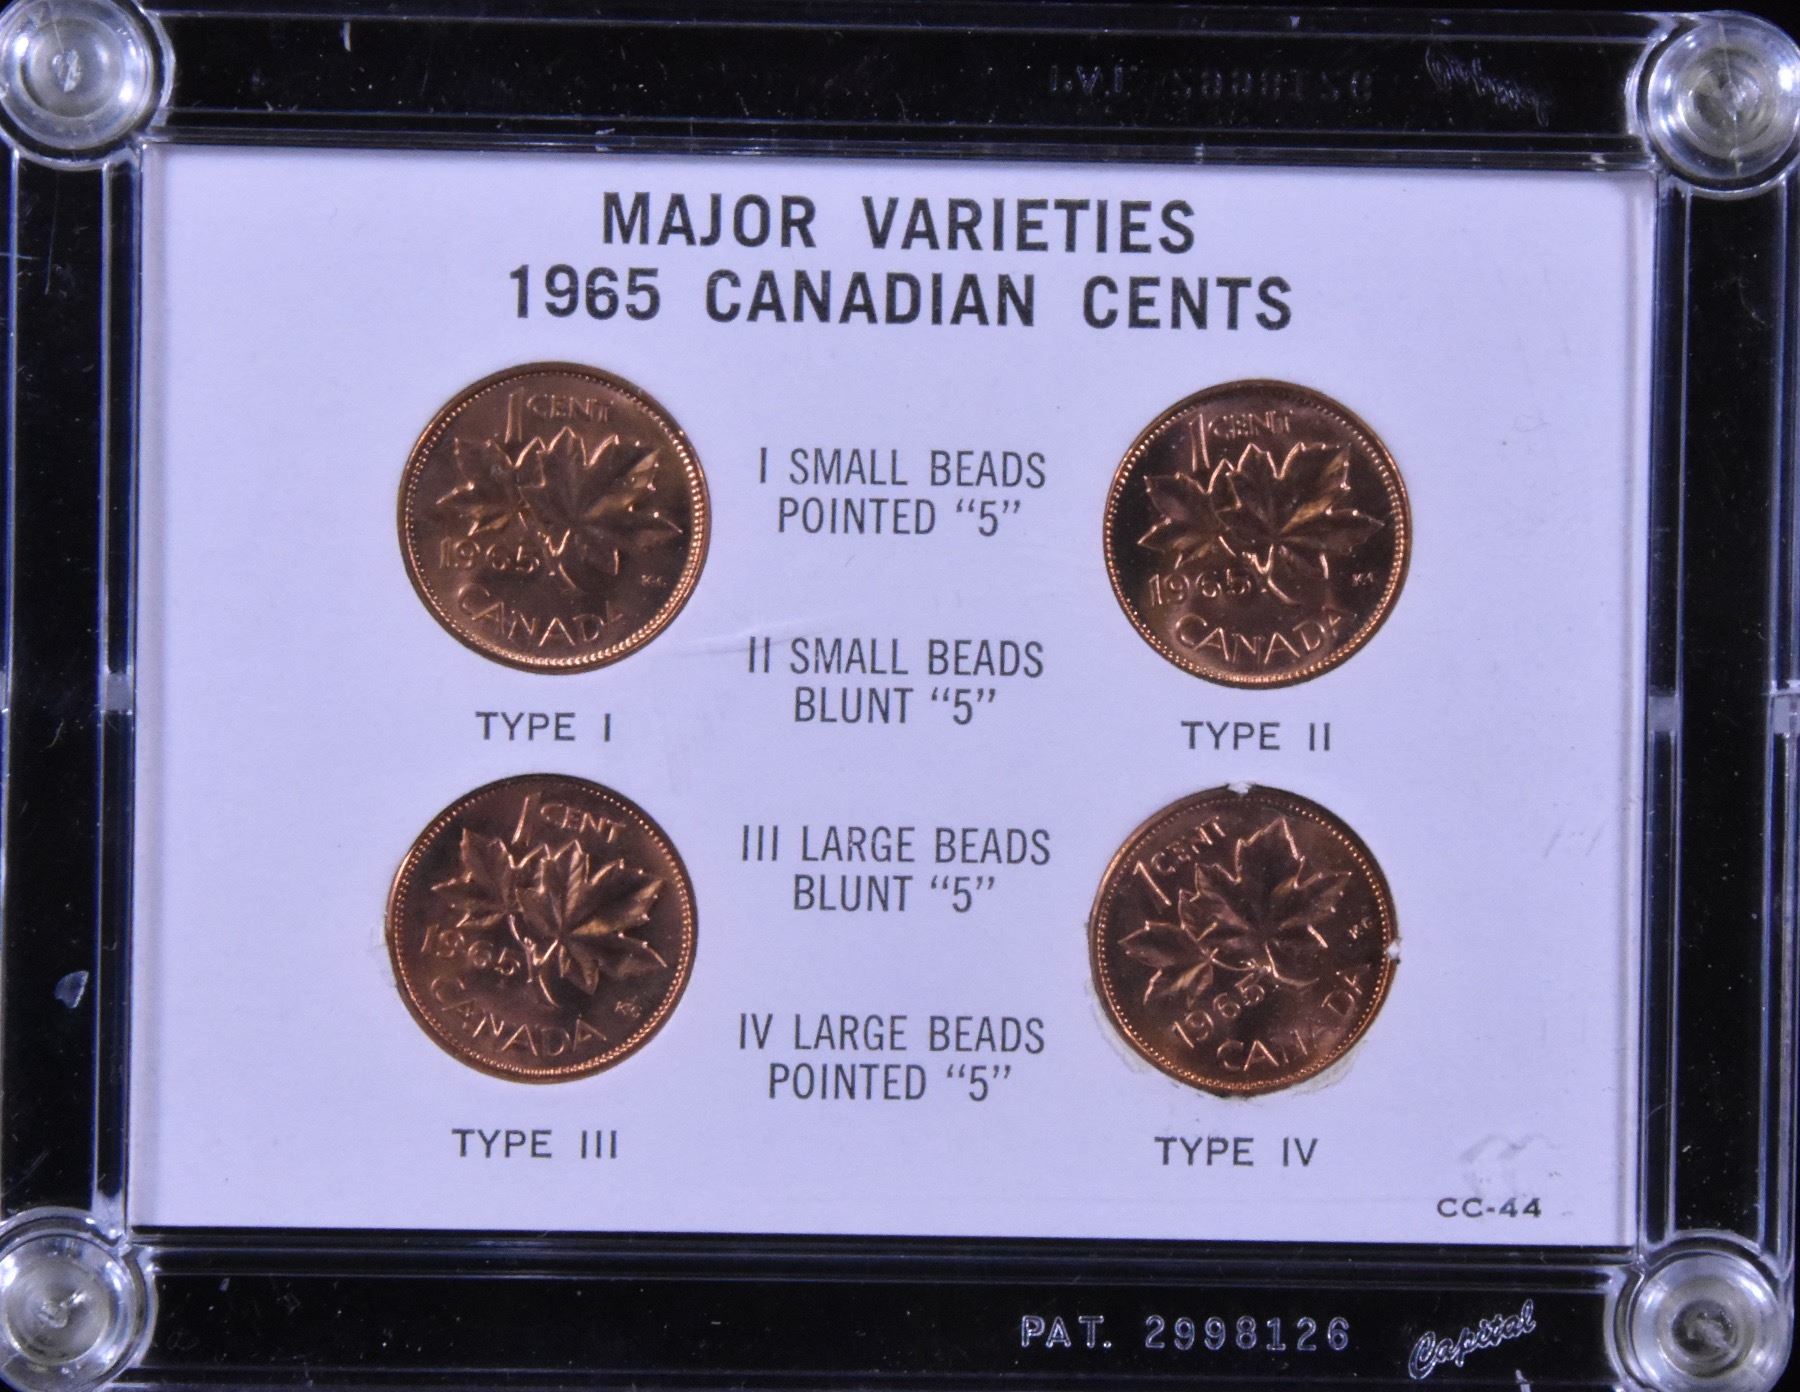 MAJOR VARIETIES
1965 CANADIAN CENTS
1 CENT
1965
K·G
CANADA
TYPE I
I SMALL BEADS
POINTED “5”
II SMALL BEADS
BLUNT “5”
1 CENT
1965
CANADA
TYPE II
1 CENT
1965
KG
CANADA
TYPE III
III LARGE BEADS
BLUNT “5”
IV LARGE BEADS
POINTED “5”
1 CENT
KG
1965
CANADA
TYPE IV
CC-44
PAT. 2998126 Capital